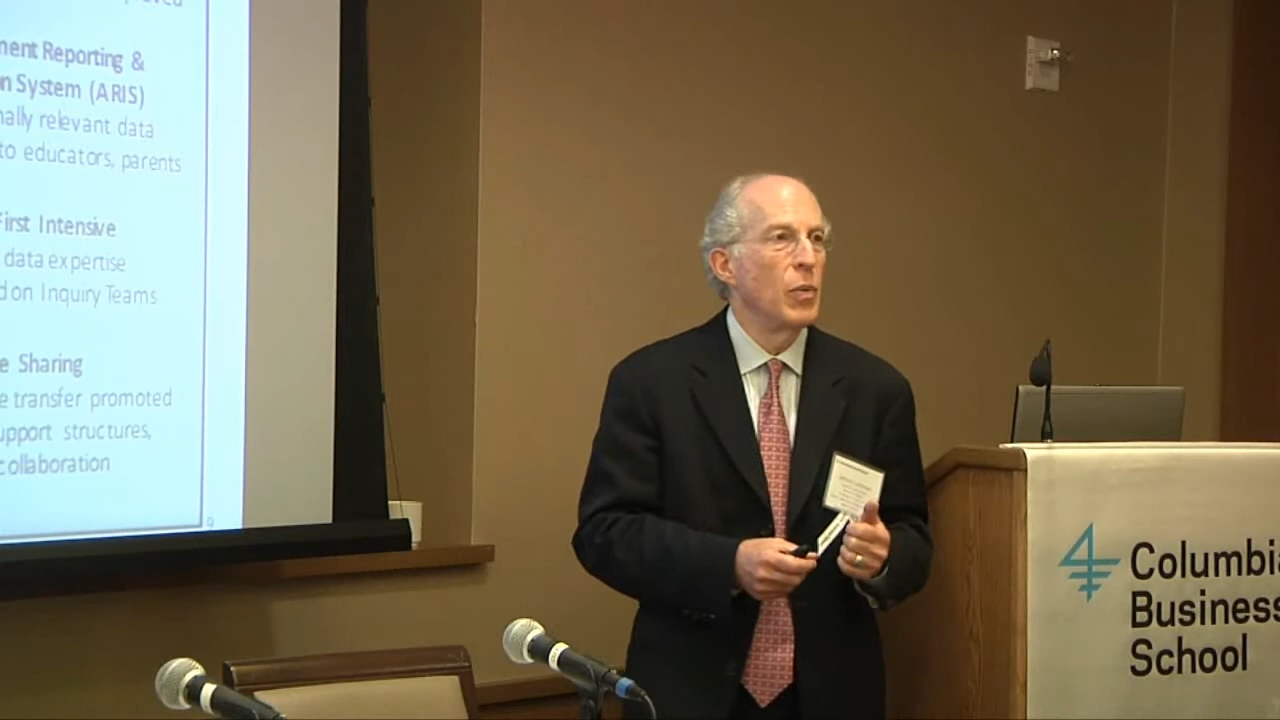 ment Reporting &
n System (ARIS)
nally relevant data
to educators, parents
First Intensive
data expertise
d on Inquiry Teams
e Sharing
e transfer promoted
upport structures,
collaboration
9
Columbia
Business
School